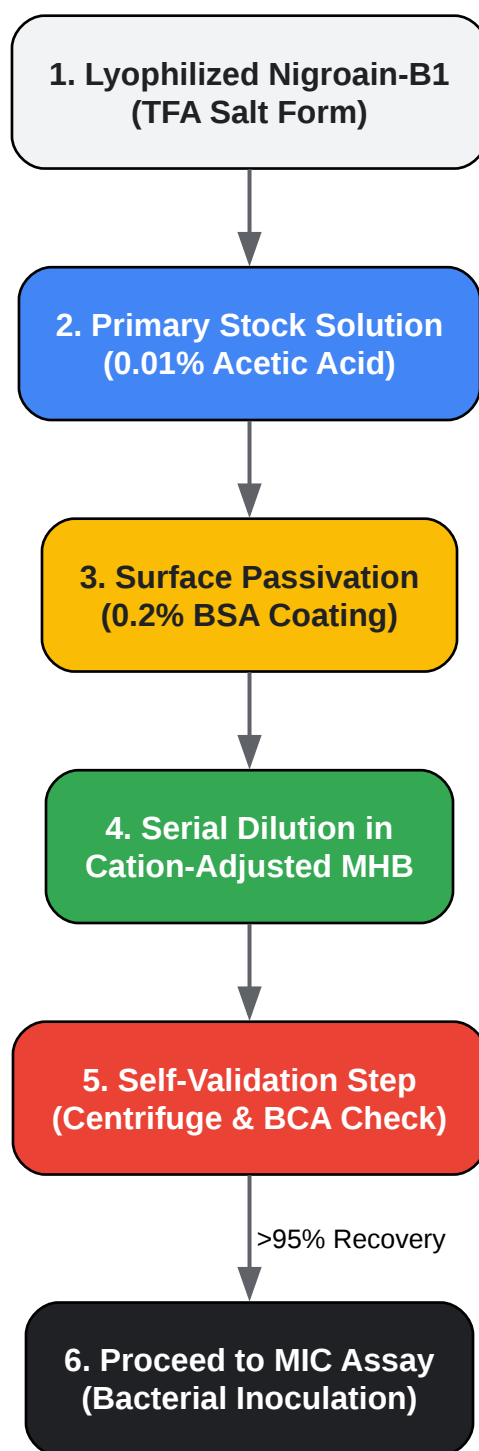 1. Lyophilized Nigroain-B1
(TFA Salt Form)
2. Primary Stock Solution
(0.01% Acetic Acid)
3. Surface Passivation
(0.2% BSA Coating)
4. Serial Dilution in
Cation-Adjusted MHB
5. Self-Validation Step
(Centrifuge & BCA Check)
>95% Recovery
6. Proceed to MIC Assay
(Bacterial Inoculation)